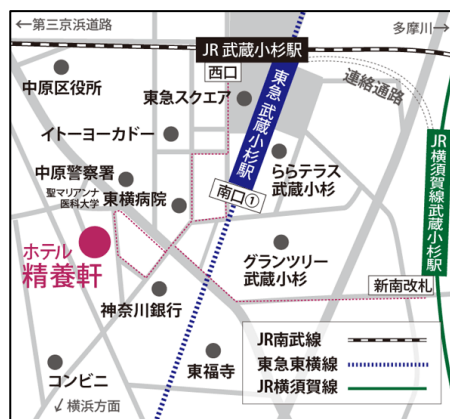 ←第三京浜道路
多摩川→
JR 武蔵小杉駅
西口
中原区役所
東急スクエア
連絡通路
東急 武蔵小杉駅
イトーヨーカドー
中原警察署
聖マリアンナ
医科大学
東横病院
ららテラス
武蔵小杉
JR 横須賀線武蔵小杉駅
南口①
ホテル
精養軒
グランツリー
武蔵小杉
新南改札
神奈川銀行
JR南武線
東急東横線
JR横須賀線
東福寺
コンビニ
↙横浜方面